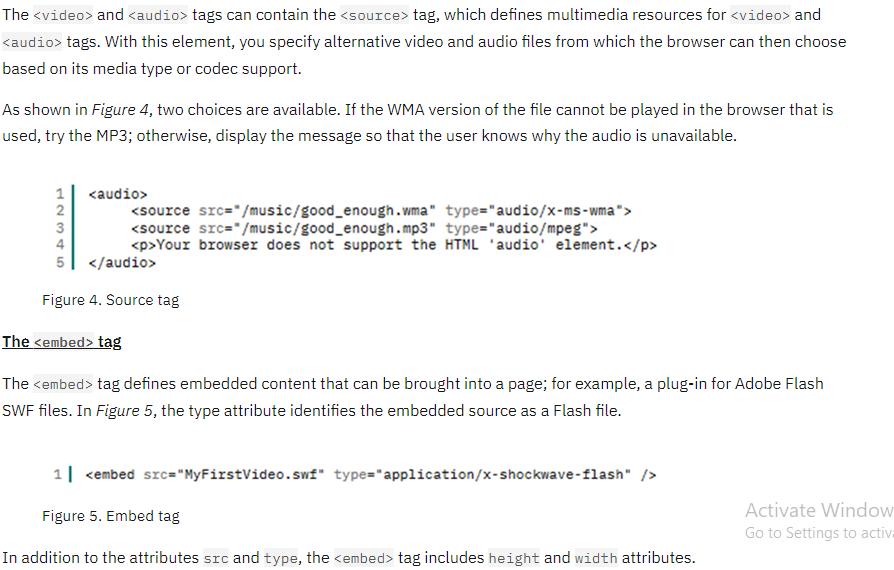 The <video> and <audio> tags can contain the <source> tag, which defines multimedia resources for <video> and
<audio> tags. With this element, you specify alternative video and audio files from which the browser can then choose
based on its media type or codec support.
As shown in Figure 4, two choices are available. If the WMA version of the file cannot be played in the browser that is
used, try the MP3; otherwise, display the message so that the user knows why the audio is unavailable.
1 <audio>
2 <source src="/music/good_enough.wma" type="audio/x-ms-wma">
3 <source src="/music/good_enough.mp3" type="audio/mpeg">
4 <p>Your browser does not support the HTML 'audio' element.</p>
5 </audio>
Figure 4. Source tag
The <embed> tag
The <embed> tag defines embedded content that can be brought into a page; for example, a plug-in for Adobe Flash
SWF files. In Figure 5, the type attribute identifies the embedded source as a Flash file.
1 <embed src="MyFirstVideo.swf" type="application/x-shockwave-flash" />
Figure 5. Embed tag
Activate Window
Go to Settings to activ
In addition to the attributes src and type, the <embed> tag includes height and width attributes.